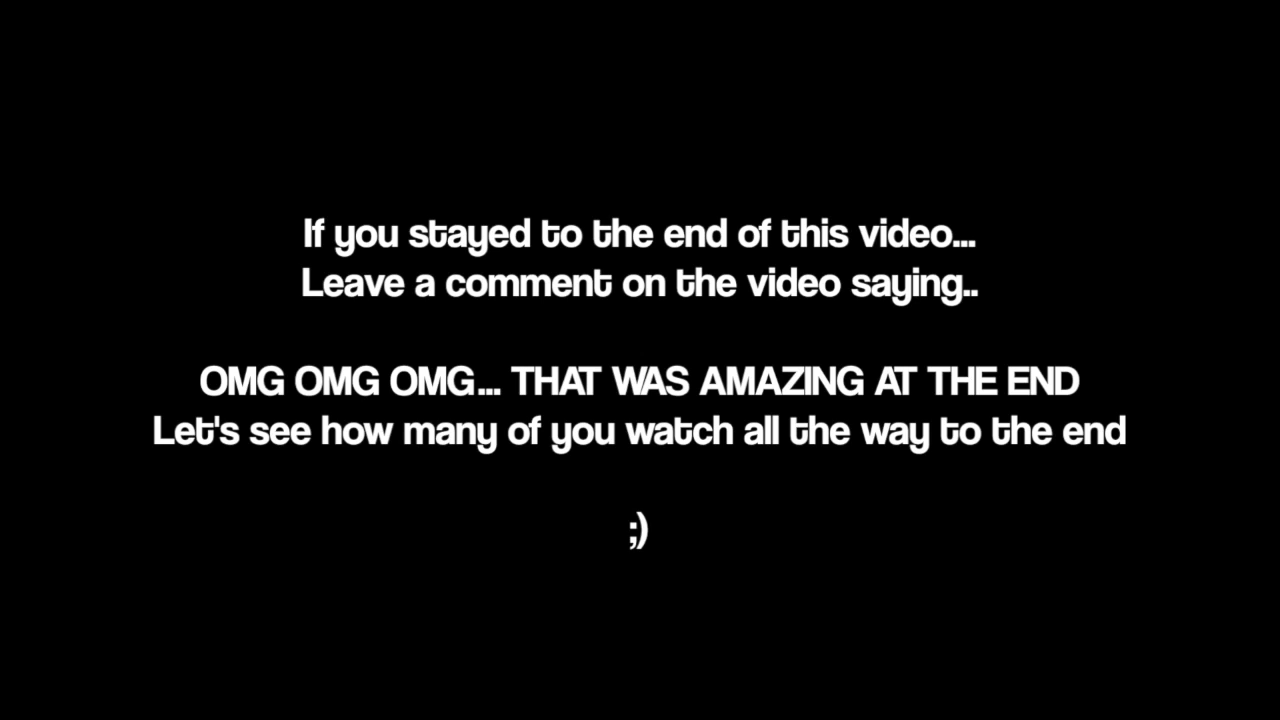 If you stayed to the end of this video...
Leave a comment on the video saying..
OMG OMG OMG... THAT WAS AMAZING AT THE END
Let's see how many of you watch all the way to the end
;)